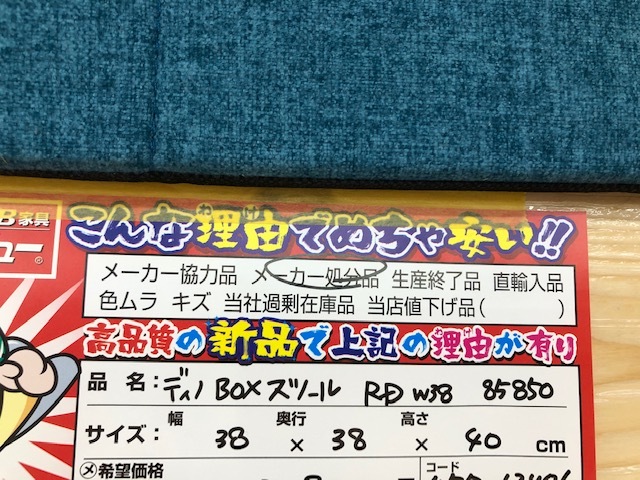 B家具
ュー®
こんな理由でめちゃ安い!!
メーカー協力品 メーカー処分品 生産終了品 直輸入品
色ムラ キズ 当社過剰在庫品 当店値下げ品( )
高品質の新品で上記の理由が有り
品名:ディノBOXスツール RED W38 85850
幅 奥行 高さ
サイズ: 38 × 38 × 40 cm
㋱希望価格
コード